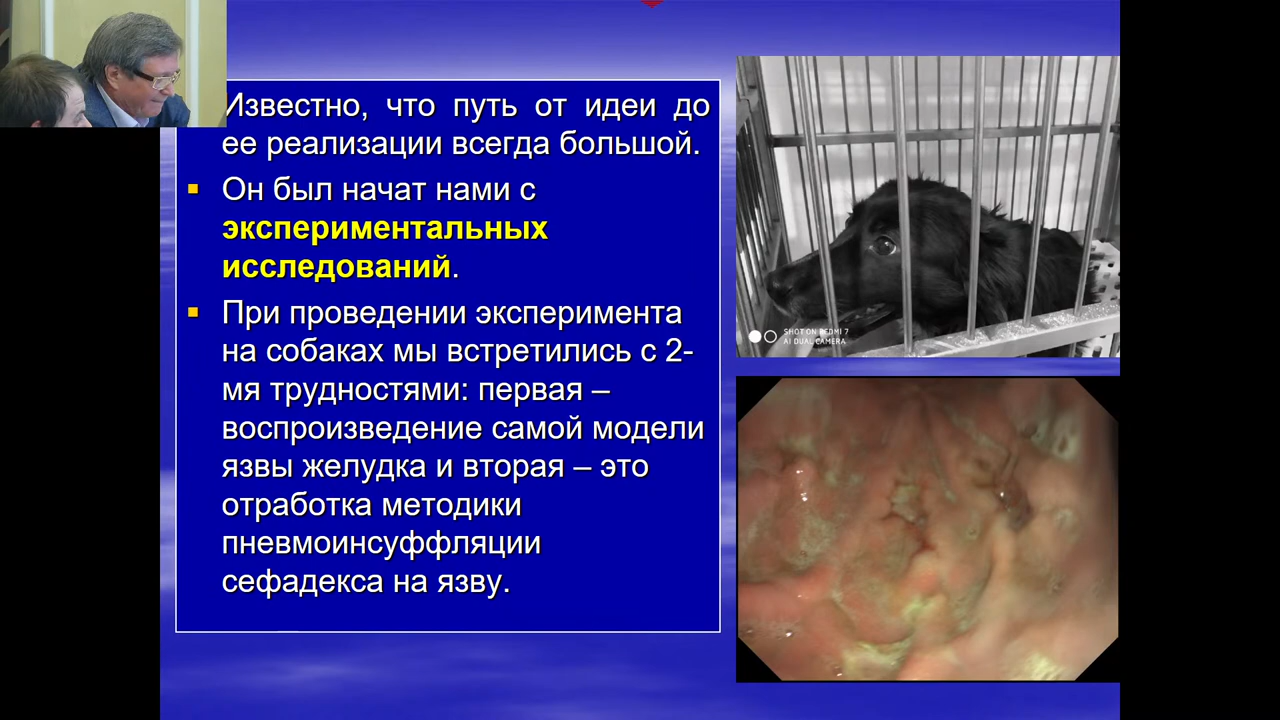 Известно, что путь от идеи до
ее реализации всегда большой.
Он был начат нами с
экспериментальных
исследований.
При проведении эксперимента
на собаках мы встретились с 2-
мя трудностями: первая –
воспроизведение самой модели
язвы желудка и вторая – это
отработка методики
пневмоинсуффляции
сефадекса на язву.
SHOT ON REDMI 7
AI DUAL CAMERA